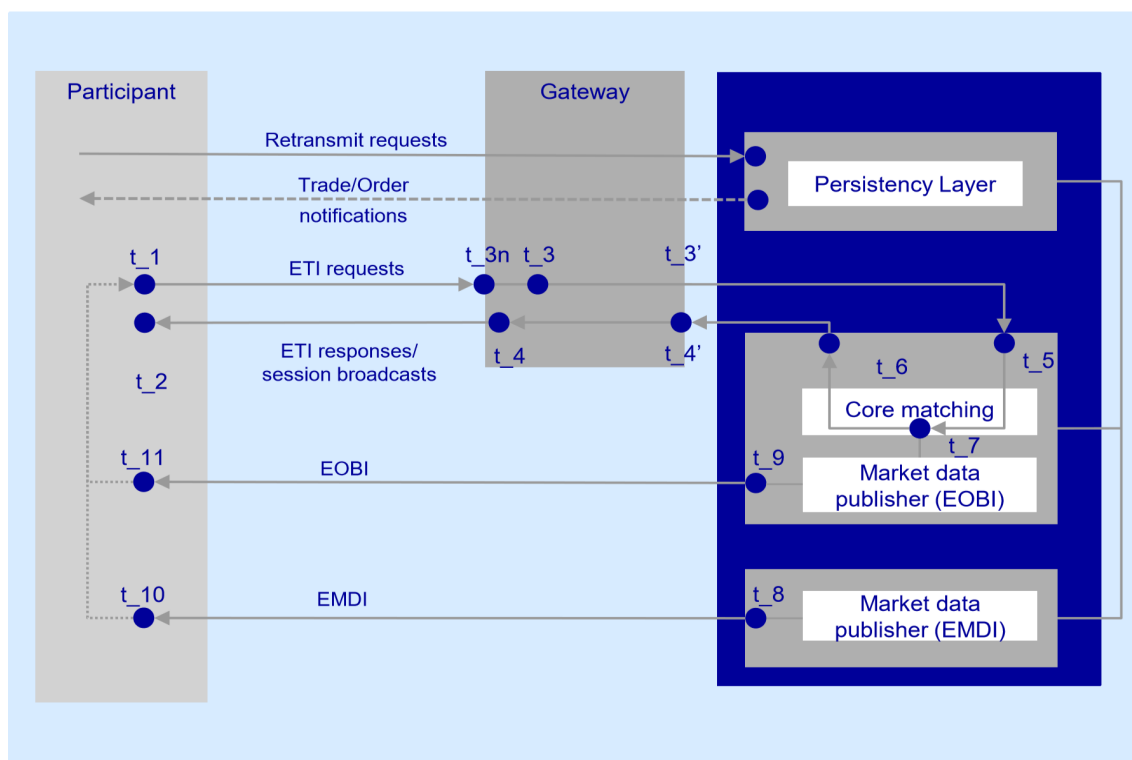 Participant
Gateway
Retransmit requests
Trade/Order
notifications
Persistency Layer
t_1
ETI requests
t_3n
t_3
t_3’
t_2
ETI responses/
session broadcasts
t_4
t_4’
t_6
t_5
Core matching
t_7
t_11
EOBI
t_9
Market data
publisher (EOBI)
t_10
EMDI
t_8
Market data
publisher (EMDI)